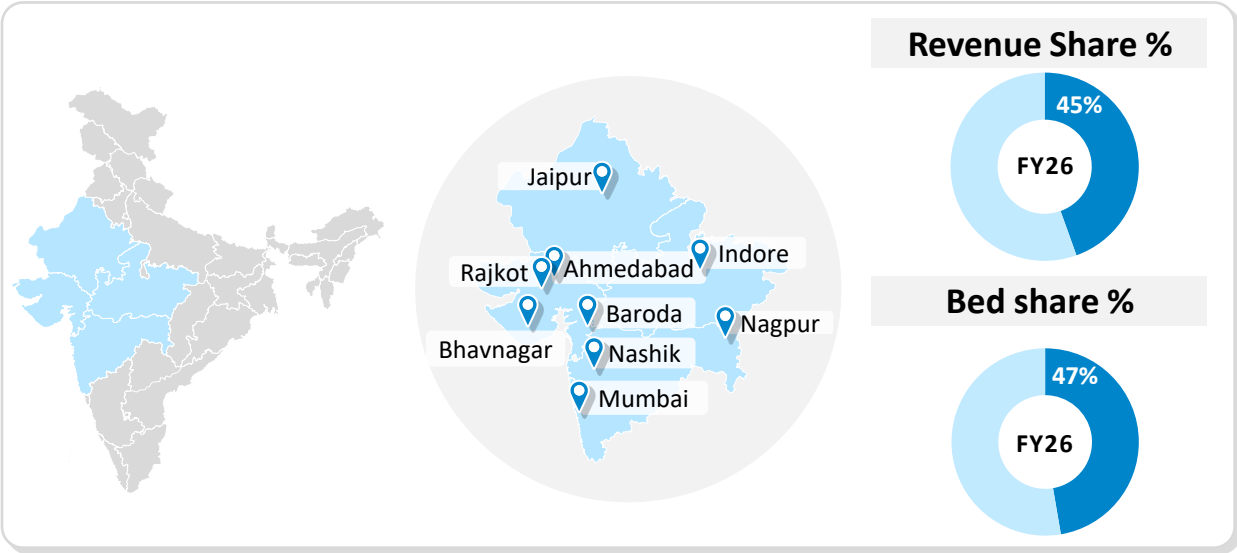 Revenue Share %
45%
FY26
Jaipur
Indore
Ahmedabad
Rajkot
Baroda
Nagpur
Bhavnagar
Nashik
Mumbai
Bed share %
47%
FY26